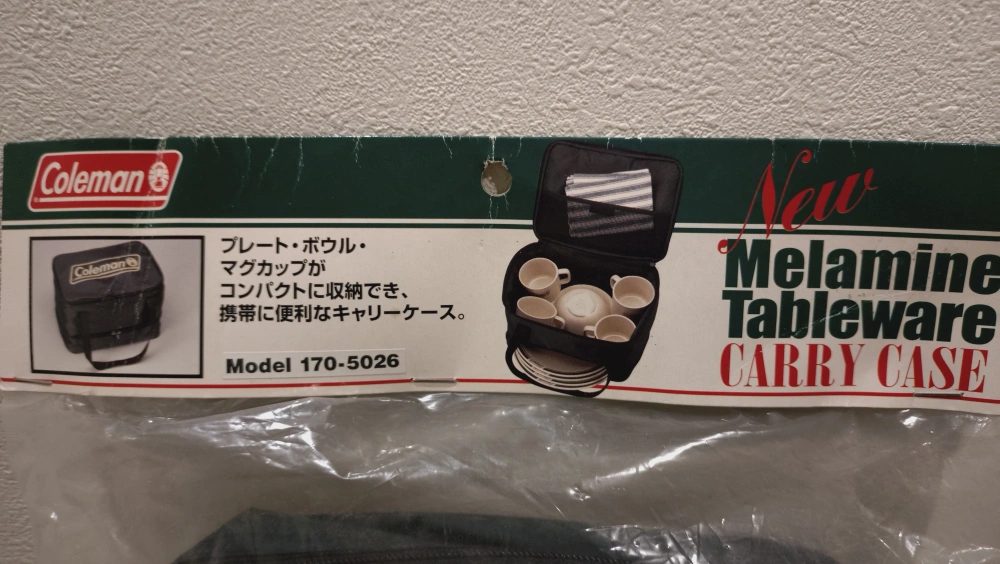 Coleman
New
Melamine
Tableware
CARRY CASE
Coleman
プレート・ボウル・
マグカップが
コンパクトに収納でき、
携帯に便利なキャリーケース。
Model 170-5026